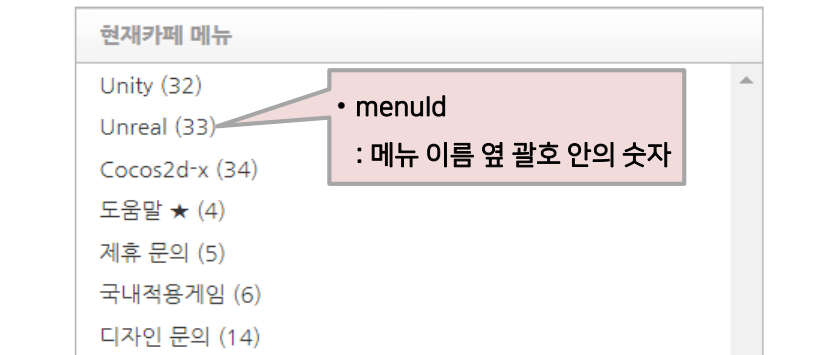 현재카페 메뉴
Unity (32)
Unreal (33)
Cocos2d-x (34)
도움말 ★ (4)
제휴 문의 (5)
국내적용게임 (6)
디자인 문의 (14)
• menuId
: 메뉴 이름 옆 괄호 안의 숫자